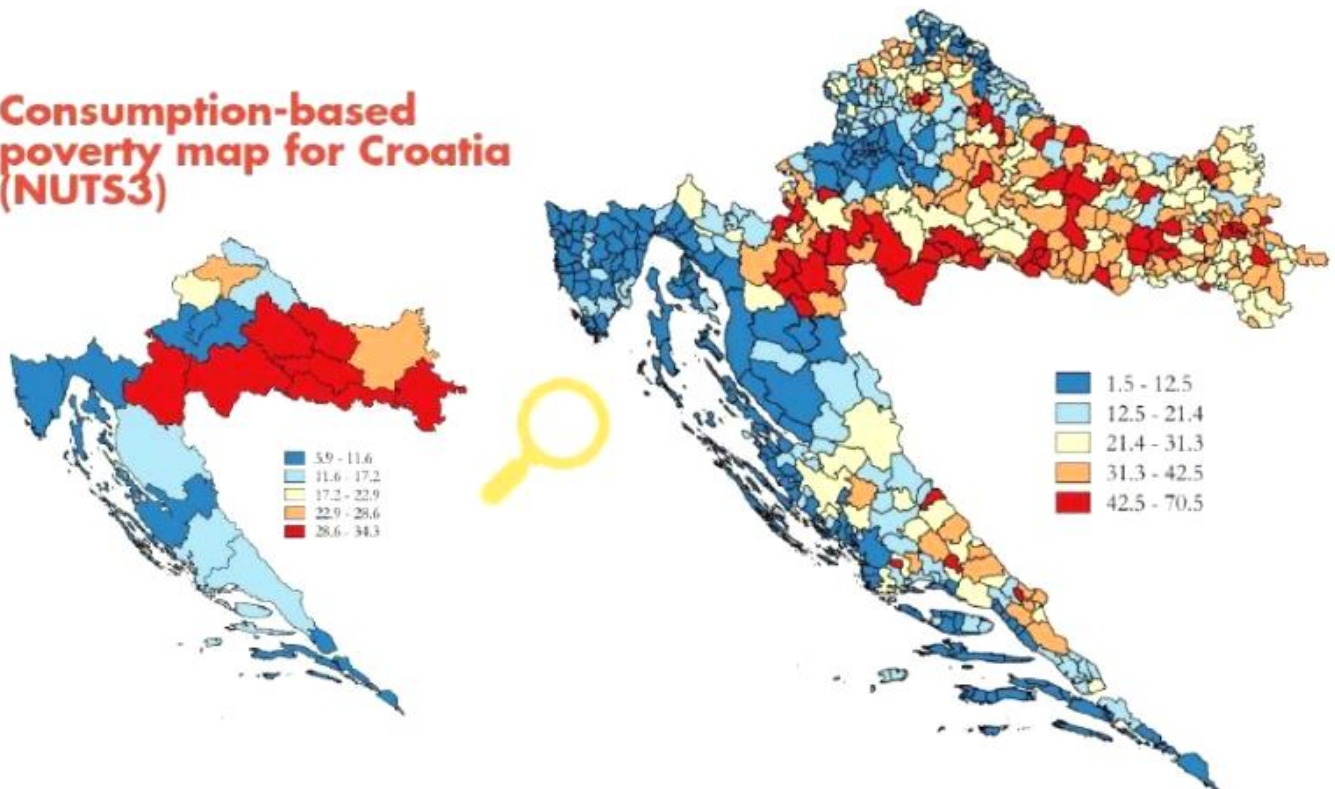 Consumption-based
poverty map for Croatia
(NUTS3)
5.9 - 11.6
11.6 - 17.2
17.2 - 22.9
22.9 - 28.6
28.6 - 34.3
1.5 - 12.5
12.5 - 21.4
21.4 - 31.3
31.3 - 42.5
42.5 - 70.5